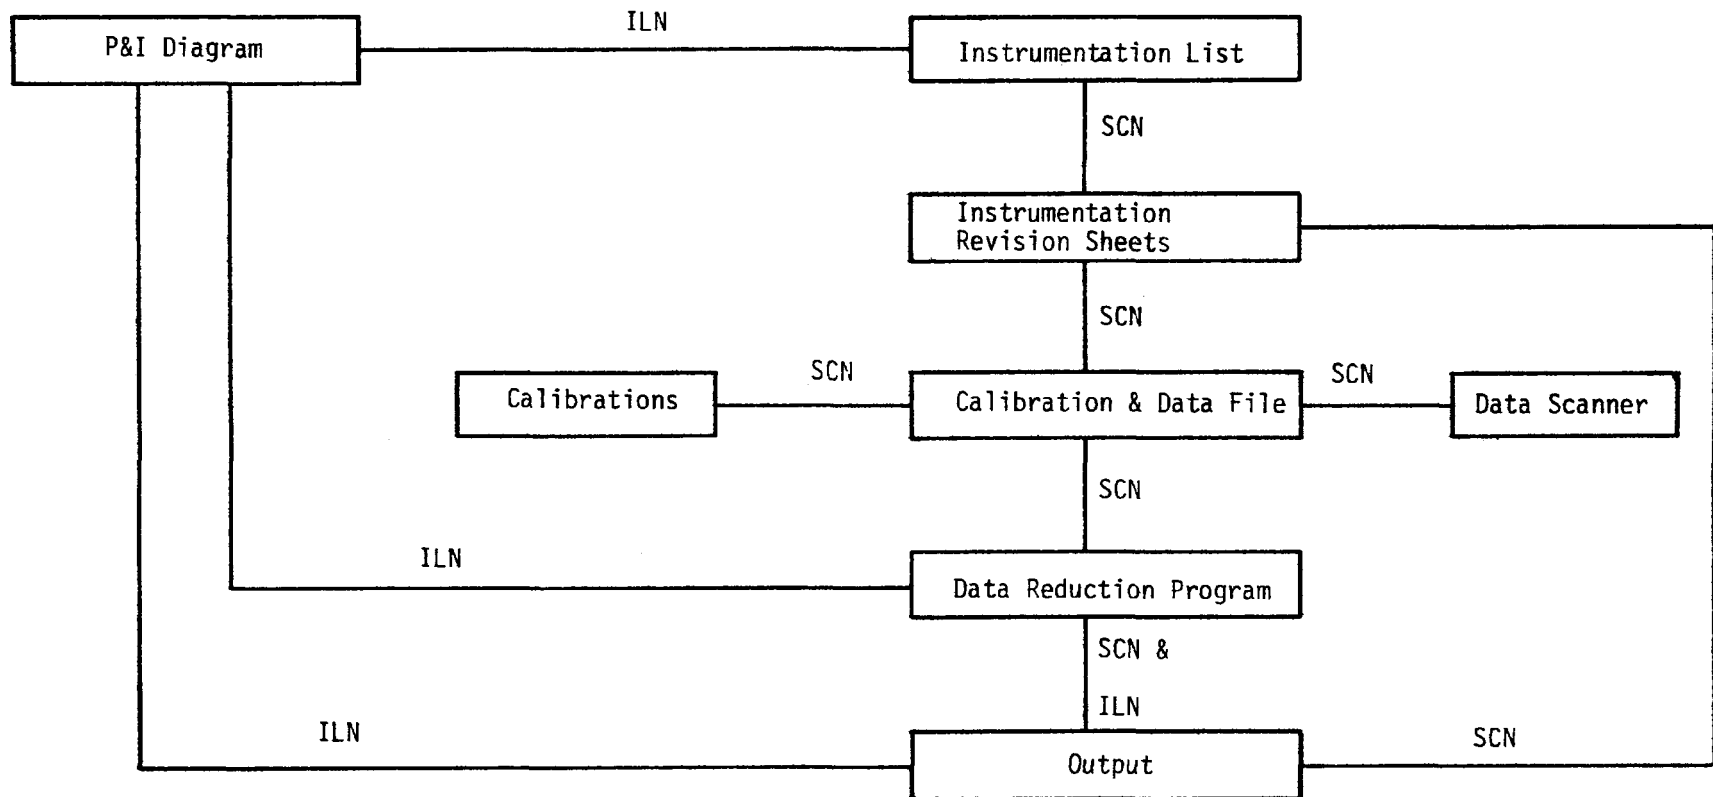 ILN
P&I Diagram
Instrumentation List
SCN
Instrumentation
Revision Sheets
SCN
SCN
SCN
Calibrations
Calibration & Data File
Data Scanner
SCN
ILN
Data Reduction Program
SCN &
ILN
ILN
SCN
Output